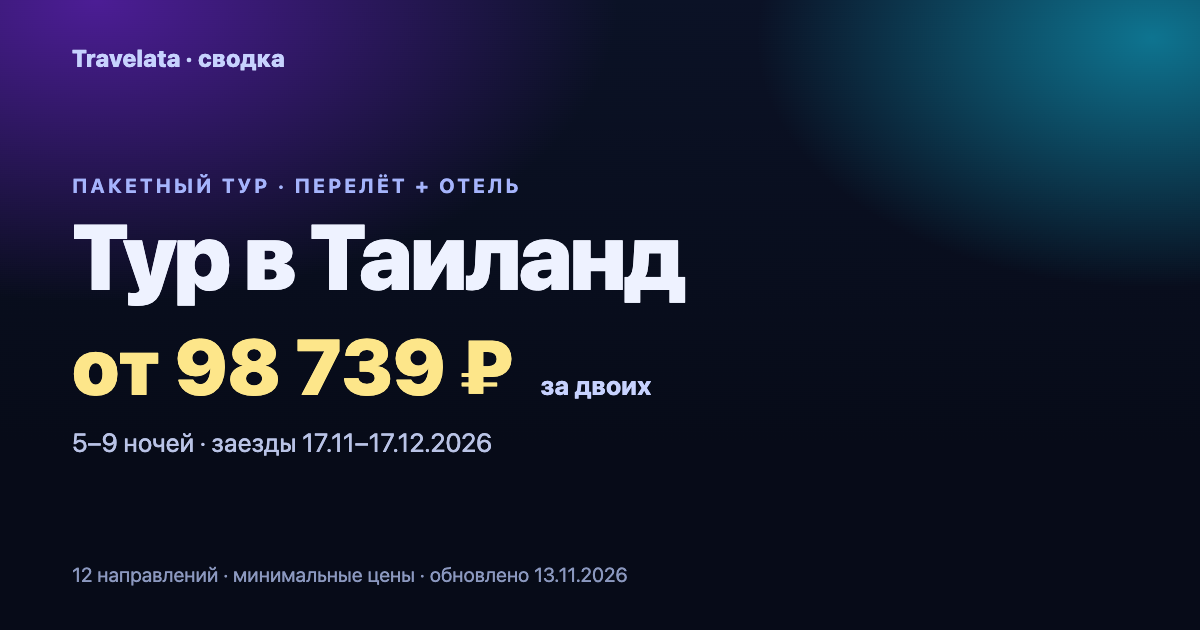 Travelata · сводка
ПАКЕТНЫЙ ТУР · ПЕРЕЛЁТ + ОТЕЛЬ
Тур в Таиланд
от 98 739 ₽ за двоих
5–9 ночей · заезды 17.11–17.12.2026
12 направлений · минимальные цены · обновлено 13.11.2026